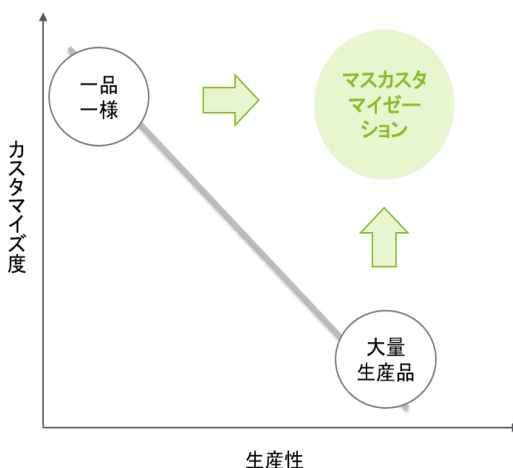 一品
一様
マスカスタ
マイゼー
ション
カスタマイズ度
大量
生産品
生産性